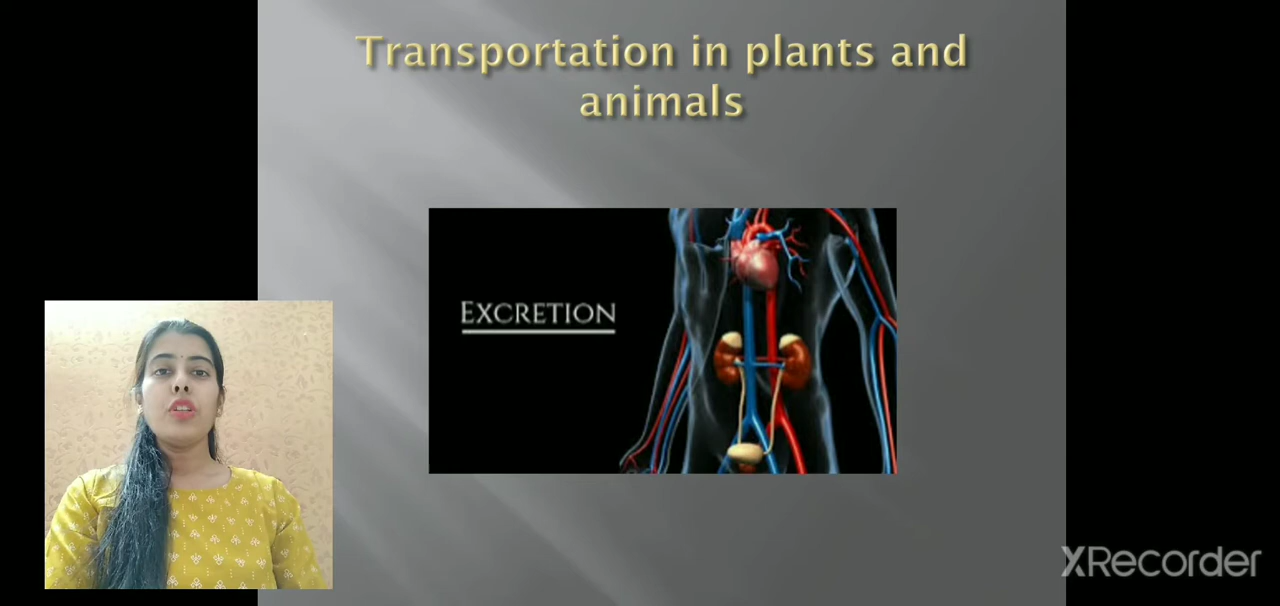 Transportation in plants and
animals
EXCRETION
XRecorder